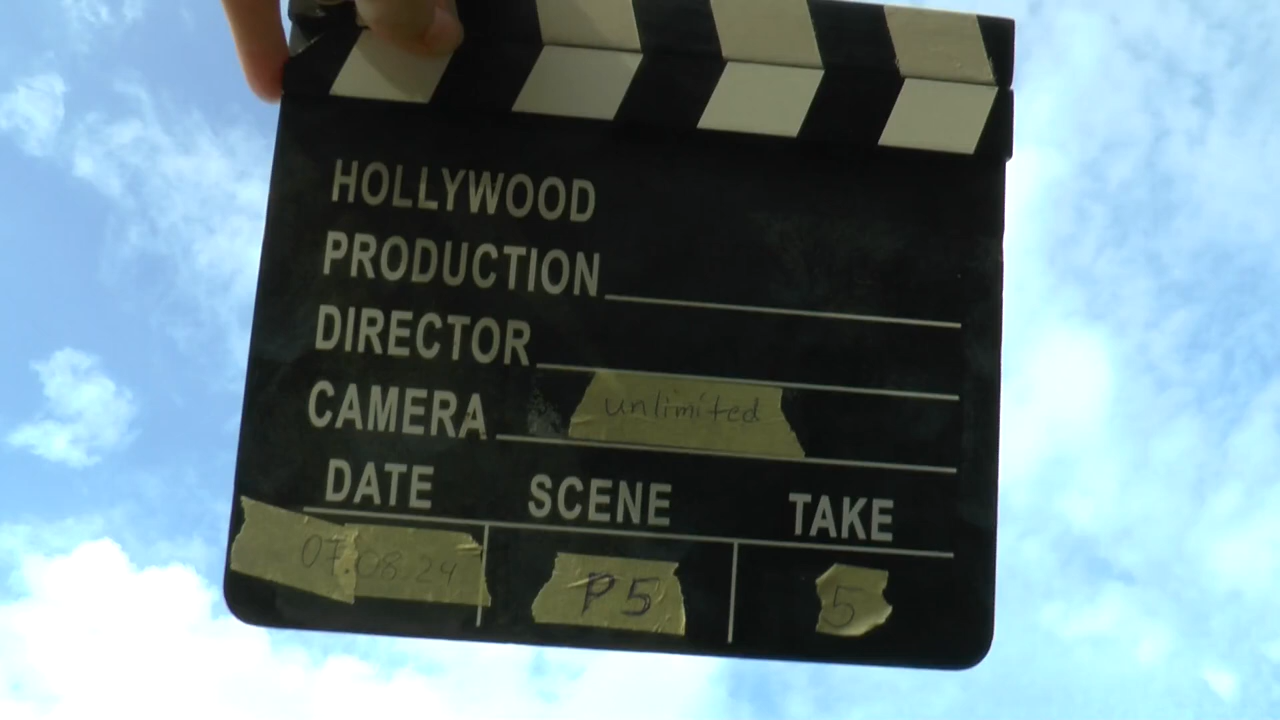 HOLLYWOOD
PRODUCTION
DIRECTOR
CAMERA unlimited
DATE SCENE TAKE
07.08.24 P5 5